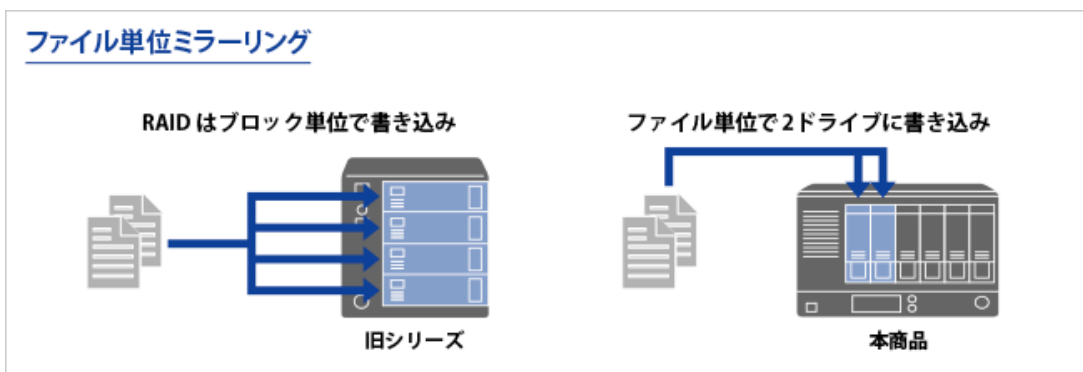 ファイル単位ミラーリング
RAID はブロック単位で書き込み
ファイル単位で2ドライブに書き込み
旧シリーズ
本商品